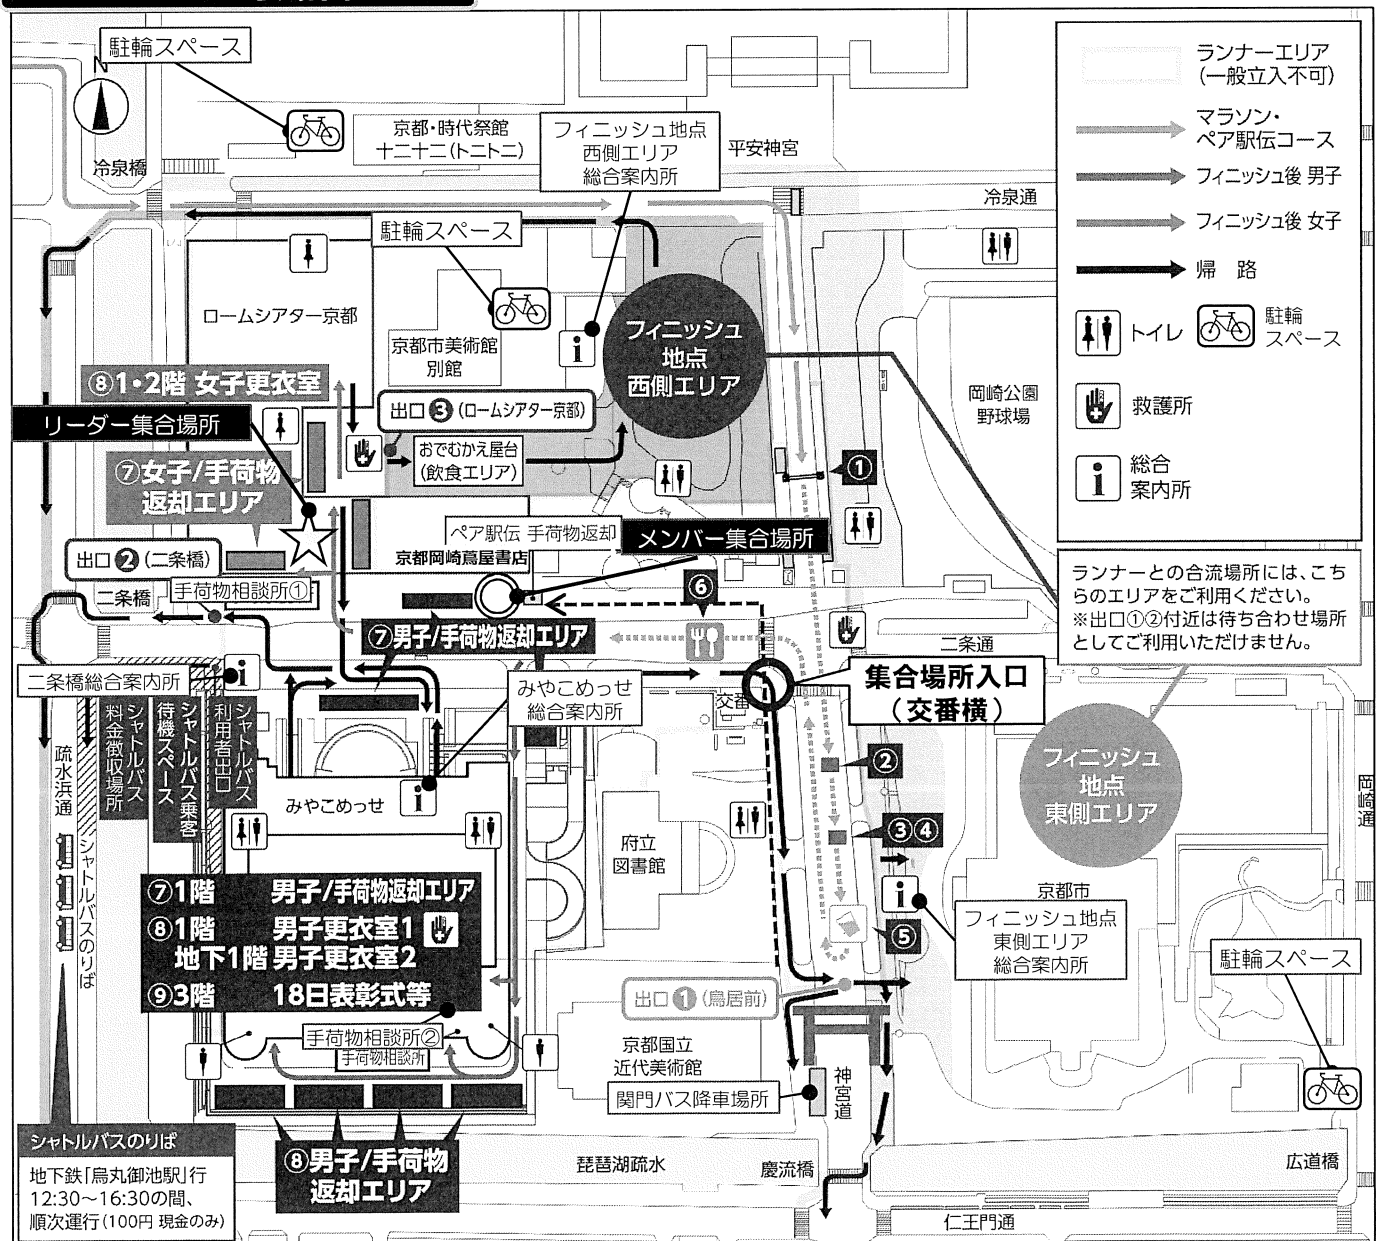 駐輪スペース
N
冷泉橋
京都・時代祭館
十二十二(トニトニ)
フィニッシュ地点
西側エリア
総合案内所
平安神宮
冷泉通
駐輪スペース
ロームシアター京都
京都市美術館
別館
フィニッシュ
地点
西側エリア
岡崎公園
野球場
⑧1・2階 女子更衣室
リーダー集合場所
出口❸(ロームシアター京都)
おでむかえ屋台
(飲食エリア)
⑦女子/手荷物
返却エリア
①
ペア駅伝 手荷物返却
メンバー集合場所
京都岡崎蔦屋書店
出口❷(二条橋)
手荷物相談所①
二条橋
⑥
⑦男子/手荷物返却エリア
二条通
二条橋総合案内所
みやこめっせ
総合案内所
交番
集合場所入口
(交番横)
シャトルバス
料金徴収場所
シャトルバス乗客
待機スペース
シャトルバス
利用者出口
疏水浜通
シャトルバスのりば
みやこめっせ
府立
図書館
②
③④
⑤
フィニッシュ
地点
東側エリア
岡崎通
京都市
フィニッシュ地点
東側エリア
総合案内所
駐輪スペース
⑦1階 男子/手荷物返却エリア
⑧1階 男子更衣室1
地下1階 男子更衣室2
⑨3階 18日表彰式等
手荷物相談所②
手荷物相談所
出口❶(鳥居前)
京都国立
近代美術館
関門バス降車場所
神宮道
⑧男子/手荷物
返却エリア
琵琶湖疏水
慶流橋
広道橋
仁王門通
シャトルバスのりば
地下鉄「烏丸御池駅」行
12:30〜16:30の間、
順次運行(100円 現金のみ)
ランナーエリア
(一般立入不可)
マラソン・
ペア駅伝コース
フィニッシュ後 男子
フィニッシュ後 女子
帰 路
トイレ
駐輪
スペース
救護所
総合
案内所
ランナーとの合流場所には、こち
らのエリアをご利用ください。
※出口①②付近は待ち合わせ場所
としてご利用いただけません。